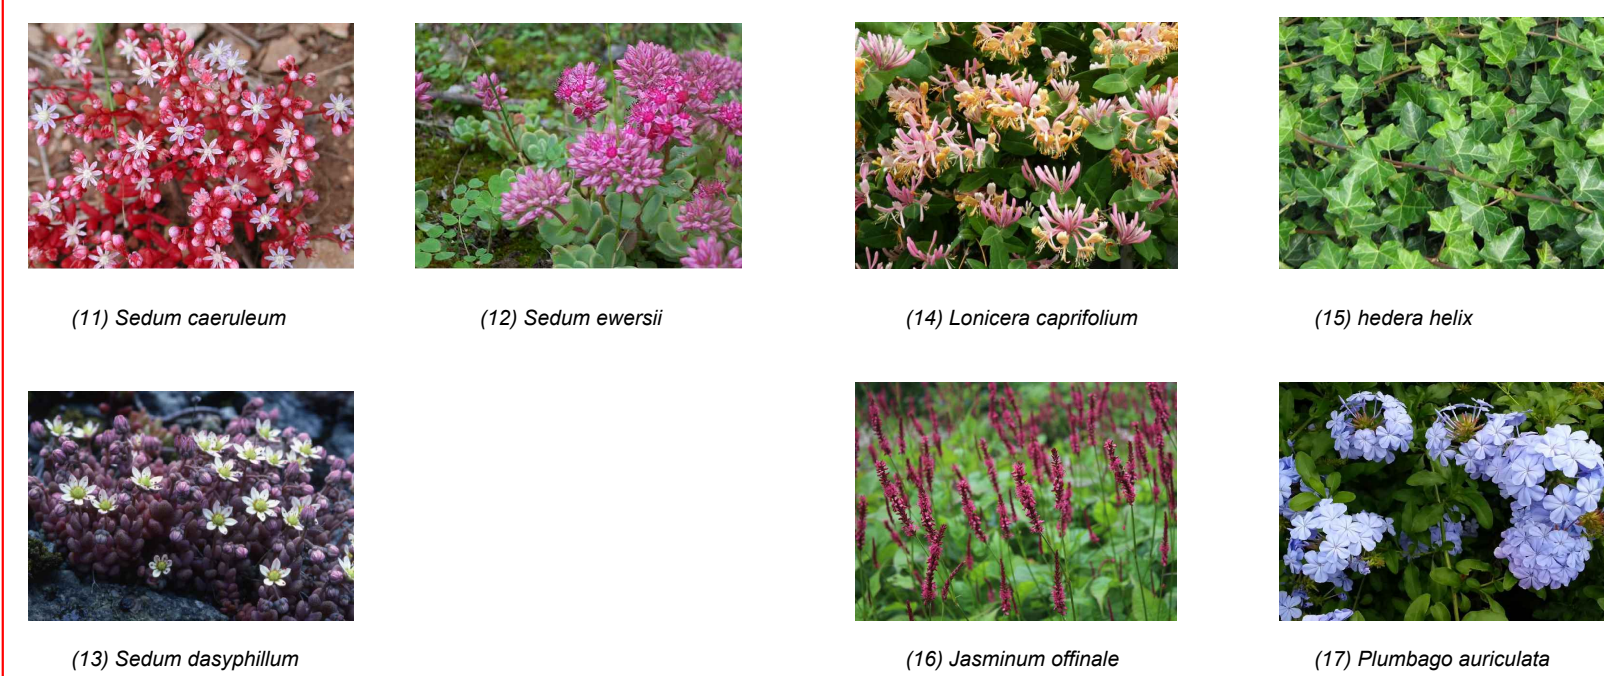 (11) Sedum caeruleum
(12) Sedum ewersii
(14) Lonicera caprifolium
(15) hedera helix
(13) Sedum dasyphillum
(16) Jasminum offinale
(17) Plumbago auriculata